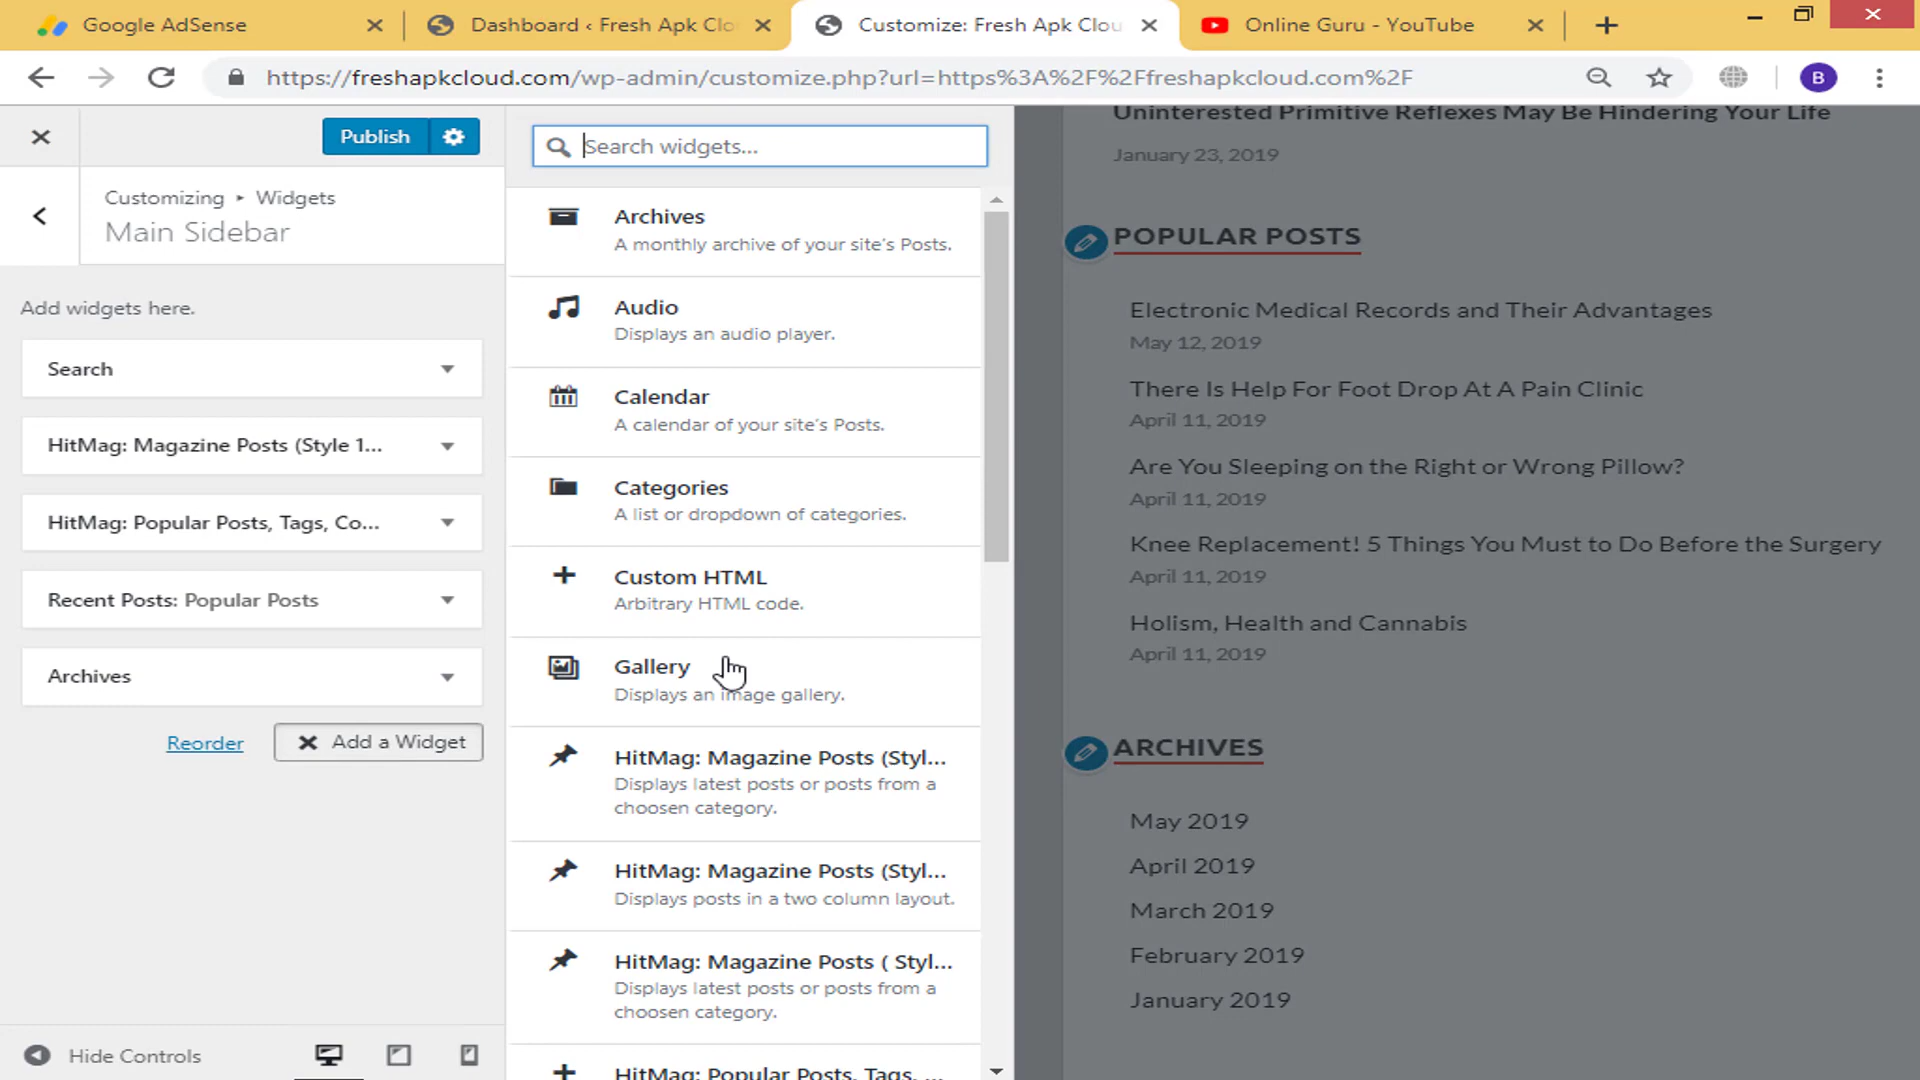 Google AdSense
Dashboard ‹ Fresh Apk Clo
Customize: Fresh Apk Clou
Online Guru - YouTube
https://freshapkcloud.com/wp-admin/customize.php?url=https%3A%2F%2Ffreshapkcloud.com%2F
B
Publish
Customizing ▸ Widgets
Main Sidebar
Add widgets here.
Search
HitMag: Magazine Posts (Style 1...
HitMag: Popular Posts, Tags, Co...
Recent Posts: Popular Posts
Archives
Reorder
Add a Widget
Hide Controls
Search widgets...
Archives
A monthly archive of your site's Posts.
Audio
Displays an audio player.
Calendar
A calendar of your site's Posts.
Categories
A list or dropdown of categories.
Custom HTML
Arbitrary HTML code.
Gallery
Displays an image gallery.
HitMag: Magazine Posts (Styl...
Displays latest posts or posts from a
choosen category.
HitMag: Magazine Posts (Styl...
Displays posts in a two column layout.
HitMag: Magazine Posts ( Styl...
Displays latest posts or posts from a
choosen category.
HitMag: Popular Posts, Tags, ...
Uninterested Primitive Reflexes May Be Hindering Your Life
January 23, 2019
POPULAR POSTS
Electronic Medical Records and Their Advantages
May 12, 2019
There Is Help For Foot Drop At A Pain Clinic
April 11, 2019
Are You Sleeping on the Right or Wrong Pillow?
April 11, 2019
Knee Replacement! 5 Things You Must to Do Before the Surgery
April 11, 2019
Holism, Health and Cannabis
April 11, 2019
ARCHIVES
May 2019
April 2019
March 2019
February 2019
January 2019